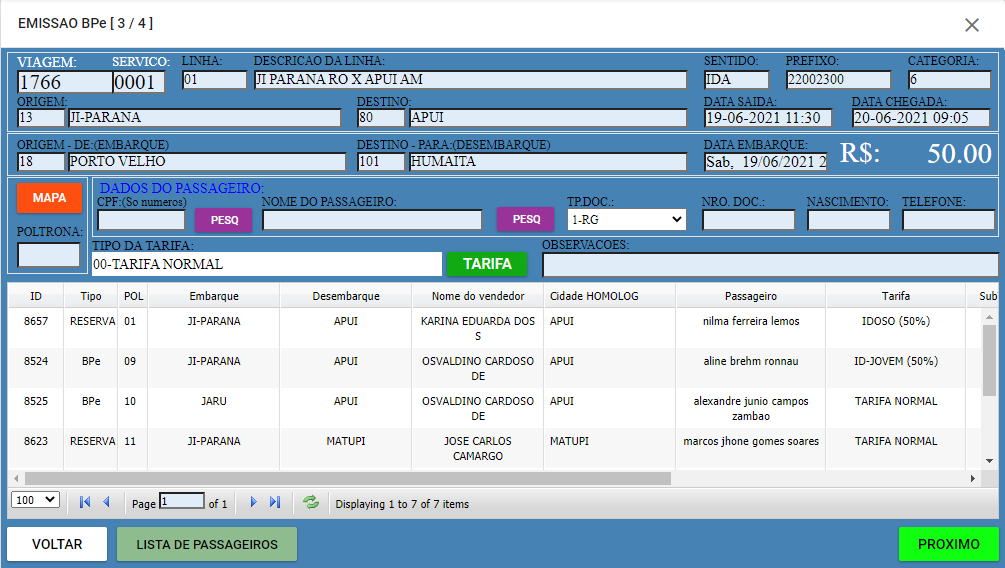 EMISSAO BPe [ 3 / 4 ]
VIAGEM: SERVICO: LINHA: DESCRICAO DA LINHA: SENTIDO: PREFIXO: CATEGORIA:
1766 0001 01 JI PARANA RO X APUI AM IDA 22002300 6
ORIGEM: DESTINO: DATA SAIDA: DATA CHEGADA:
13 JI-PARANA 80 APUI 19-06-2021 11:30 20-06-2021 09:05
ORIGEM - DE:(EMBARQUE) DESTINO - PARA:(DESEMBARQUE) DATA EMBARQUE: R$: 50.00
18 PORTO VELHO 101 HUMAITA Sab, 19/06/2021 2
MAPA DADOS DO PASSAGEIRO:
CPF:(So numeros) NOME DO PASSAGEIRO: TP.DOC.: NRO. DOC.: NASCIMENTO: TELEFONE:
PESQ PESQ 1-RG
POLTRONA:
TIPO DA TARIFA: OBSERVACOES:
00-TARIFA NORMAL TARIFA
ID Tipo POL Embarque Desembarque Nome do vendedor Cidade HOMOLOG Passageiro Tarifa Sub
8657 RESERVA 01 JI-PARANA APUI KARINA EDUARDA DOS APUI nilma ferreira lemos IDOSO (50%)
S
8524 BPe 09 JI-PARANA APUI OSVALDINO CARDOSO APUI aline brehm ronnau ID-JOVEM (50%)
DE
8525 BPe 10 JARU APUI OSVALDINO CARDOSO APUI alexandre junio campos TARIFA NORMAL
DE zambao
8623 RESERVA 11 JI-PARANA MATUPI JOSE CARLOS MATUPI marcos jhone gomes soares TARIFA NORMAL
CAMARGO
100 Page 1 of 1 Displaying 1 to 7 of 7 items
VOLTAR LISTA DE PASSAGEIROS PROXIMO